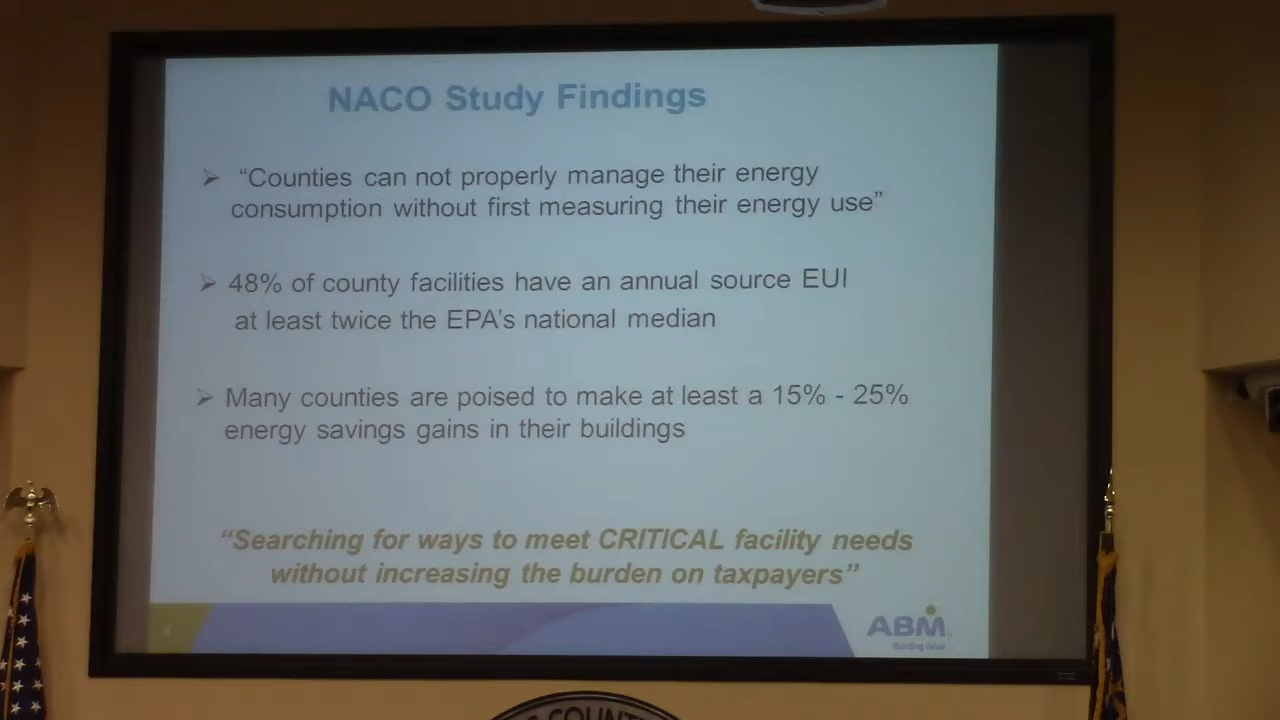 NACO Study Findings
“Counties can not properly manage their energy
consumption without first measuring their energy use”
48% of county facilities have an annual source EUI
at least twice the EPA’s national median
Many counties are poised to make at least a 15% - 25%
energy savings gains in their buildings
“Searching for ways to meet CRITICAL facility needs
without increasing the burden on taxpayers”
ABM
Building Value
COUNT